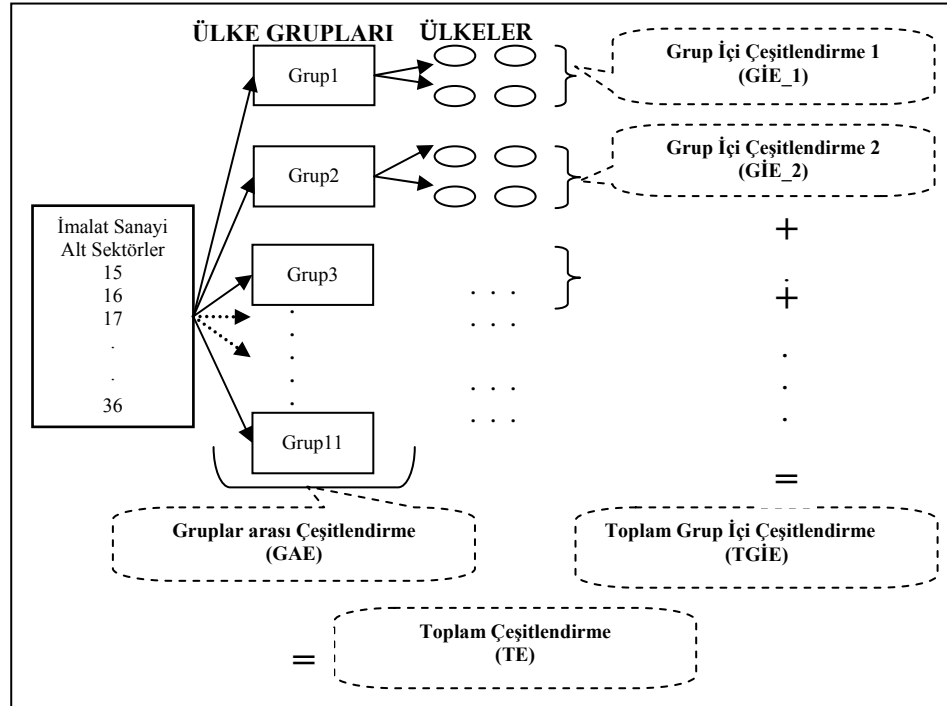 ÜLKE GRUPLARI
ÜLKELER
Grup1
Grup İçi Çeşitlendirme 1
(GİE_1)
Grup2
Grup İçi Çeşitlendirme 2
(GİE_2)
İmalat Sanayi
Alt Sektörler
15
16
17
.
.
36
+
.
+
.
.
.
=
Grup3
. . .
. . .
. . .
. . .
.
.
.
.
.
Grup11
Gruplar arası Çeşitlendirme
(GAE)
Toplam Grup İçi Çeşitlendirme
(TGİE)
=
Toplam Çeşitlendirme
(TE)